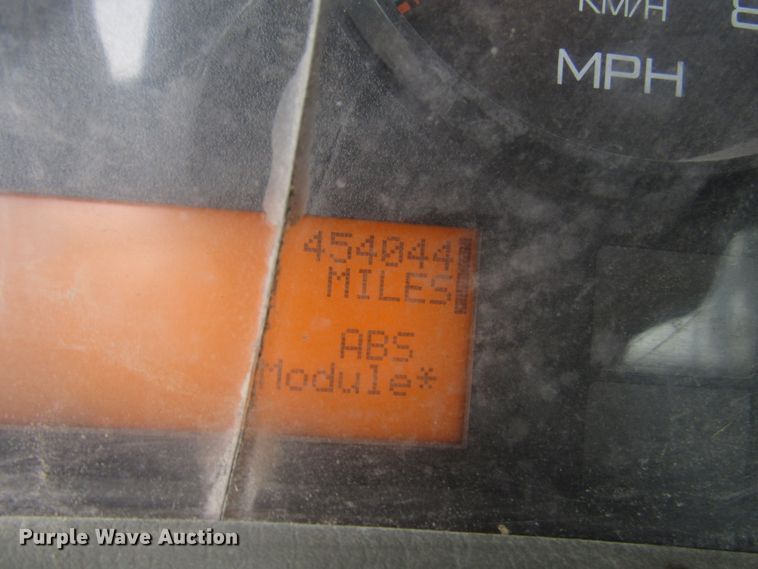 KM/H
MPH
454044
MILES
ABS
Module*
Purple Wave Auction